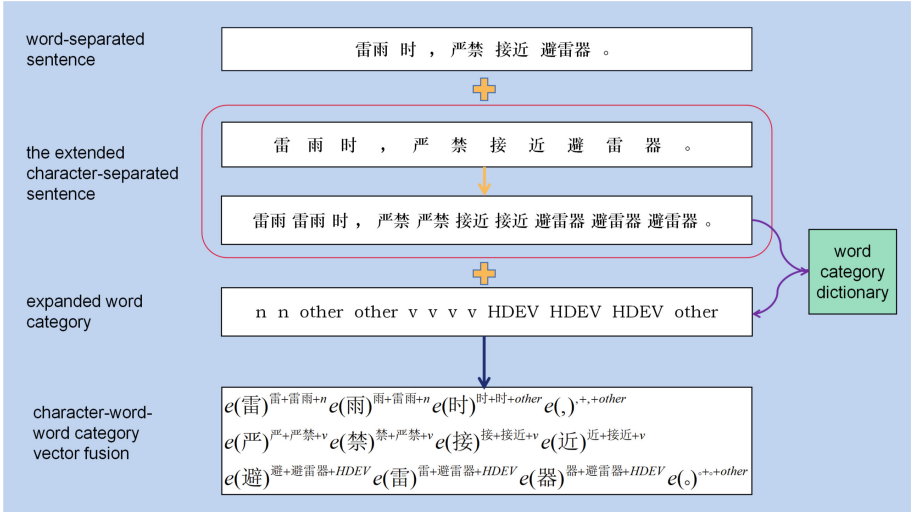 word-separated
sentence
雷雨 时 ， 严禁 接近 避雷器 。
the extended
character-separated
sentence
雷 雨 时 ， 严 禁 接 近 避 雷 器 。
雷雨 雷雨 时 ， 严禁 严禁 接近 接近 避雷器 避雷器 避雷器 。
word
category
dictionary
expanded word
category
n n other other v v v v HDEV HDEV HDEV other
character-word-
word category
vector fusion
e(雷)雷+雷雨+n e(雨)雨+雷雨+n e(时)时+时+other e(,),+,+other
e(严)严+严禁+v e(禁)禁+严禁+v e(接)接+接近+v e(近)近+接近+v
e(避)避+避雷器+HDEV e(雷)雷+避雷器+HDEV e(器)器+避雷器+HDEV e(。)。+。+other